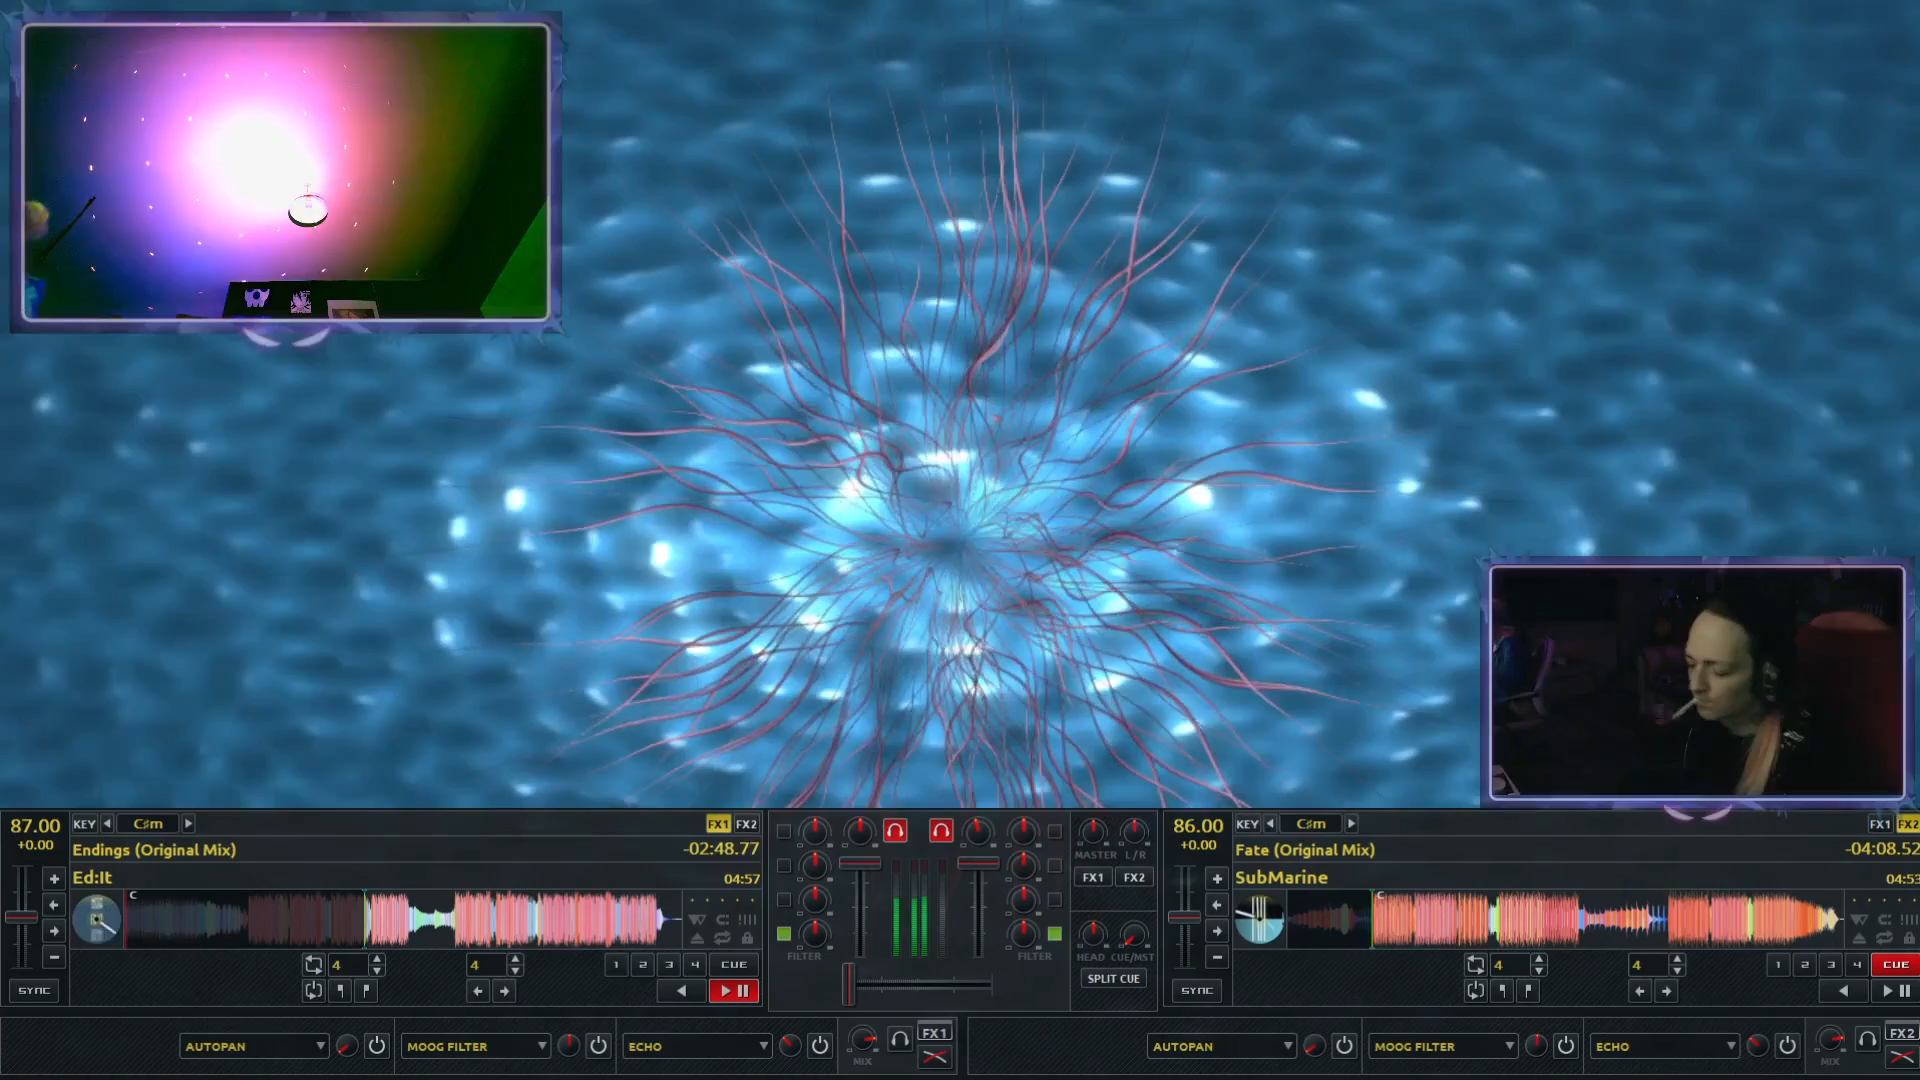 87.00
+0.00
KEY C♯m FX1 FX2
Endings (Original Mix) -02:48.77
Ed:It 04:57
C
4 4 1 2 3 4 CUE
SYNC
FILTER FILTER
MASTER L/R
FX1 FX2
HEAD CUE/MST
SPLIT CUE
86.00
+0.00
KEY C♯m FX1 FX2
Fate (Original Mix) -04:08.52
SubMarine 04:53
C
4 4 1 2 3 4 CUE
SYNC
AUTOPAN MOOG FILTER ECHO MIX FX1
AUTOPAN MOOG FILTER ECHO MIX FX2